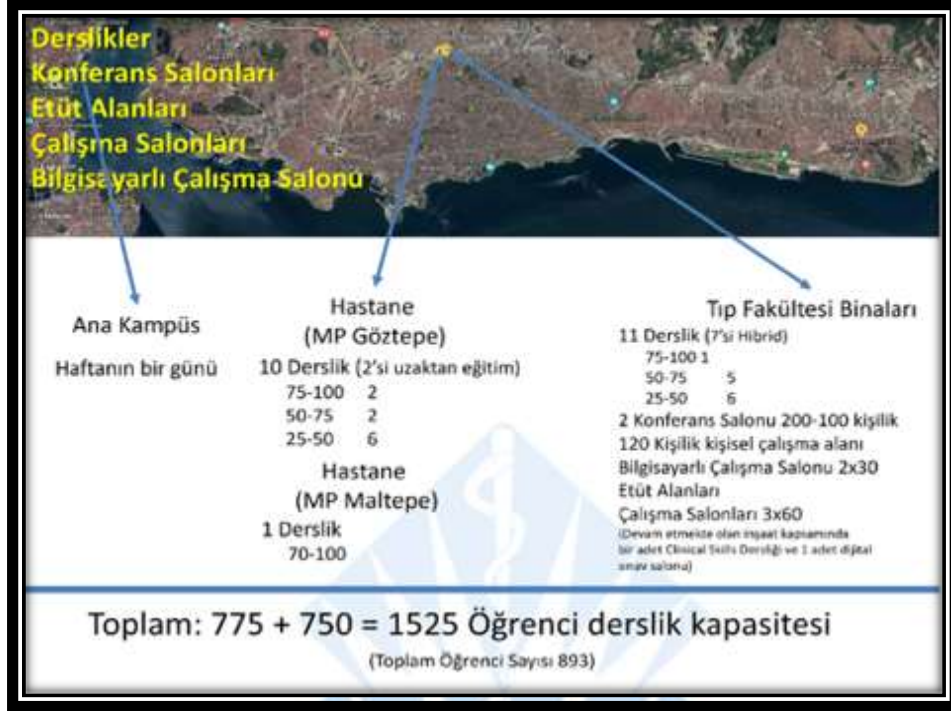 Derslikler
Konferans Salonları
Etüt Alanları
Çalışma Salonları
Bilgisayarlı Çalışma Salonu
Ana Kampüs
Haftanın bir günü
Hastane
(MP Göztepe)
10 Derslik (2'si uzaktan eğitim)
75-100 2
50-75 2
25-50 6
Hastane
(MP Maltepe)
1 Derslik
70-100
Tıp Fakültesi Binaları
11 Derslik (7'si Hibrid)
75-100 1
50-75 5
25-50 6
2 Konferans Salonu 200-100 kişilik
120 Kişilik kişisel çalışma alanı
Bilgisayarlı Çalışma Salonu 2x30
Etüt Alanları
Çalışma Salonları 3x60
(Devam etmekte olan inşaat kapsamında
bir adet Clinical Skills Dersliği ve 1 adet dijital
sınav salonu)
Toplam: 775 + 750 = 1525 Öğrenci derslik kapasitesi
(Toplam Öğrenci Sayısı 893)